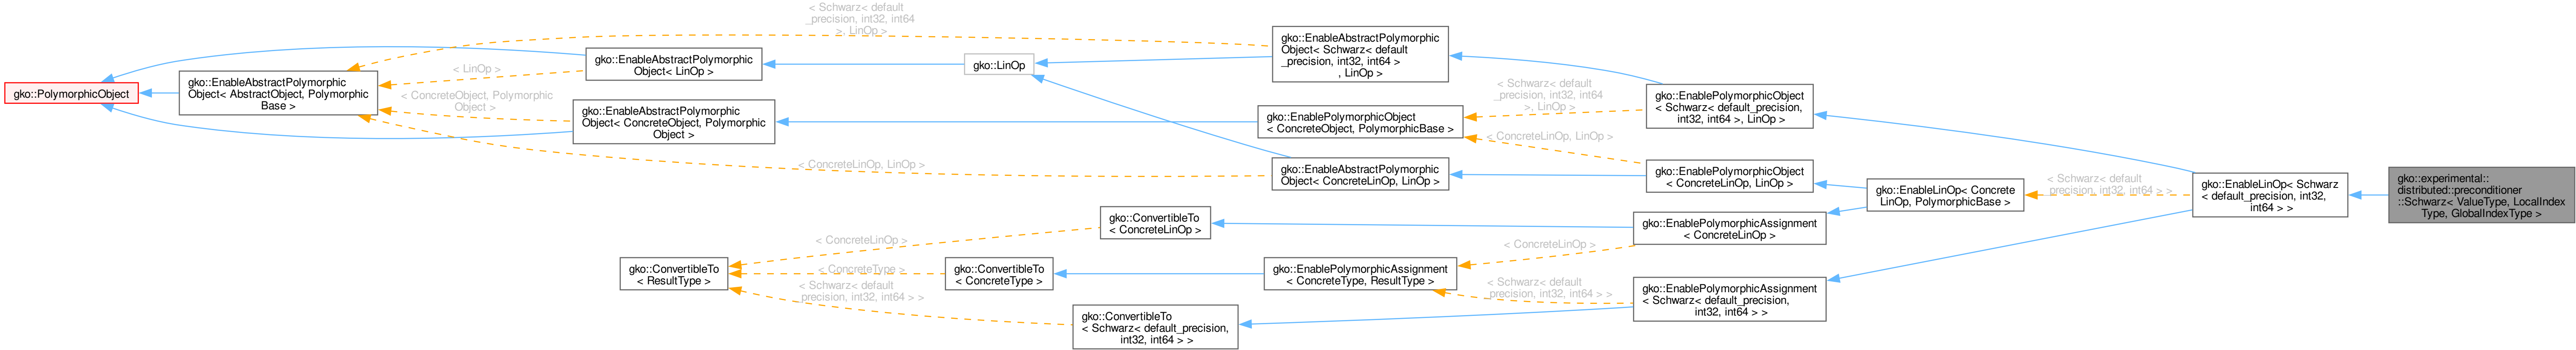 gko::PolymorphicObject
gko::EnableAbstractPolymorphic
Object< AbstractObject, Polymorphic
Base >
< Schwarz< default
_precision, int32, int64
>, LinOp >
< LinOp >
< ConcreteObject, Polymorphic
Object >
gko::EnableAbstractPolymorphic
Object< LinOp >
gko::EnableAbstractPolymorphic
Object< ConcreteObject, Polymorphic
Object >
< ConcreteLinOp, LinOp >
gko::LinOp
gko::EnableAbstractPolymorphic
Object< Schwarz< default
_precision, int32, int64 >
, LinOp >
gko::EnablePolymorphicObject
< ConcreteObject, PolymorphicBase >
gko::EnableAbstractPolymorphic
Object< ConcreteLinOp, LinOp >
< Schwarz< default
_precision, int32, int64
>, LinOp >
< ConcreteLinOp, LinOp >
gko::EnablePolymorphicObject
< Schwarz< default_precision,
int32, int64 >, LinOp >
gko::EnablePolymorphicObject
< ConcreteLinOp, LinOp >
gko::ConvertibleTo
< ResultType >
< ConcreteLinOp >
< ConcreteType >
< Schwarz< default
_precision, int32, int64 > >
gko::ConvertibleTo
< ConcreteLinOp >
gko::ConvertibleTo
< ConcreteType >
gko::ConvertibleTo
< Schwarz< default_precision,
int32, int64 > >
gko::EnablePolymorphicAssignment
< ConcreteType, ResultType >
< ConcreteLinOp >
< Schwarz< default
_precision, int32, int64 > >
gko::EnablePolymorphicAssignment
< ConcreteLinOp >
gko::EnablePolymorphicAssignment
< Schwarz< default_precision,
int32, int64 > >
gko::EnableLinOp< Concrete
LinOp, PolymorphicBase >
< Schwarz< default
_precision, int32, int64 > >
gko::EnableLinOp< Schwarz
< default_precision, int32,
int64 > >
gko::experimental::
distributed::preconditioner
::Schwarz< ValueType, LocalIndex
Type, GlobalIndexType >